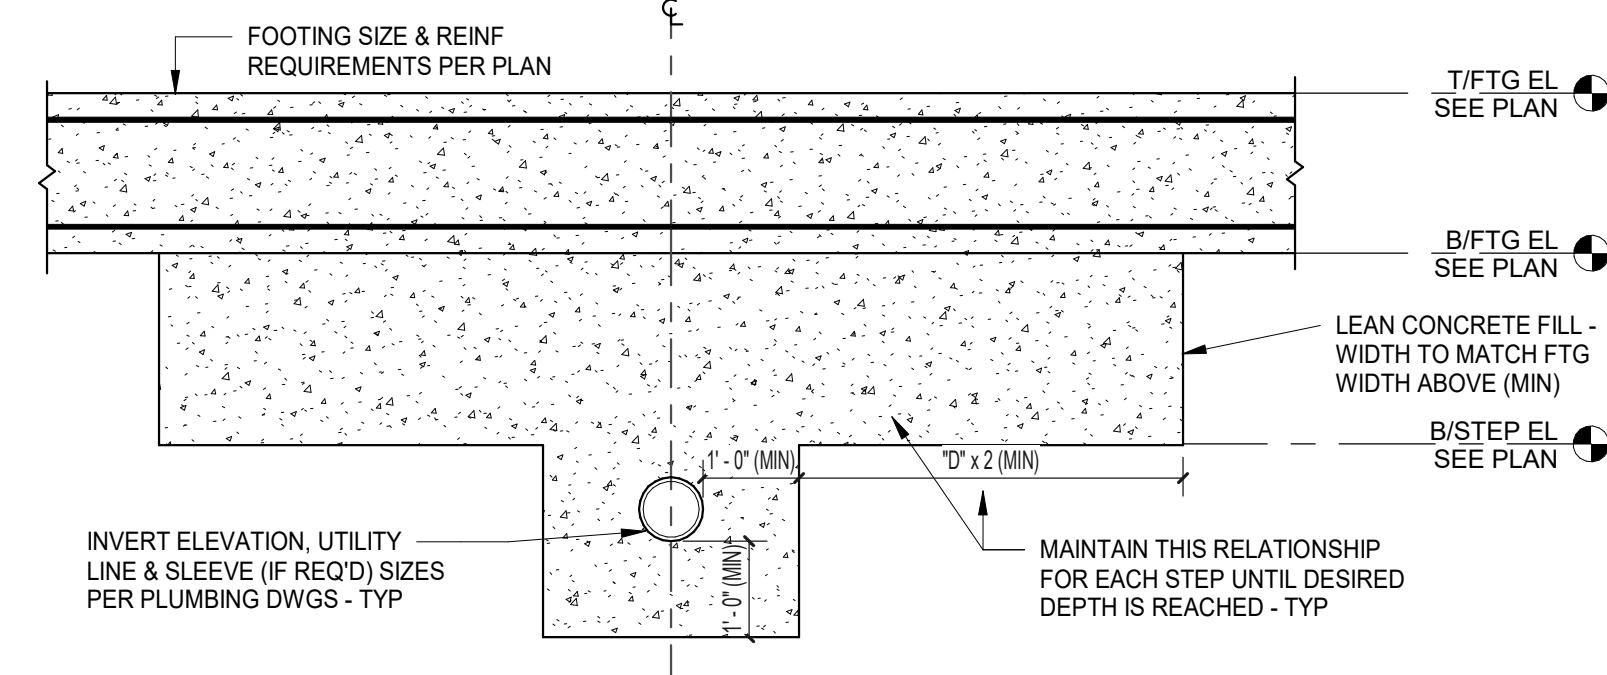 ℄
FOOTING SIZE & REINF
REQUIREMENTS PER PLAN
T/FTG EL
SEE PLAN
B/FTG EL
SEE PLAN
LEAN CONCRETE FILL -
WIDTH TO MATCH FTG
WIDTH ABOVE (MIN)
B/STEP EL
SEE PLAN
1' - 0" (MIN)
"D" x 2 (MIN)
INVERT ELEVATION, UTILITY
LINE & SLEEVE (IF REQ'D) SIZES
PER PLUMBING DWGS - TYP
1' - 0" (MIN)
MAINTAIN THIS RELATIONSHIP
FOR EACH STEP UNTIL DESIRED
DEPTH IS REACHED - TYP